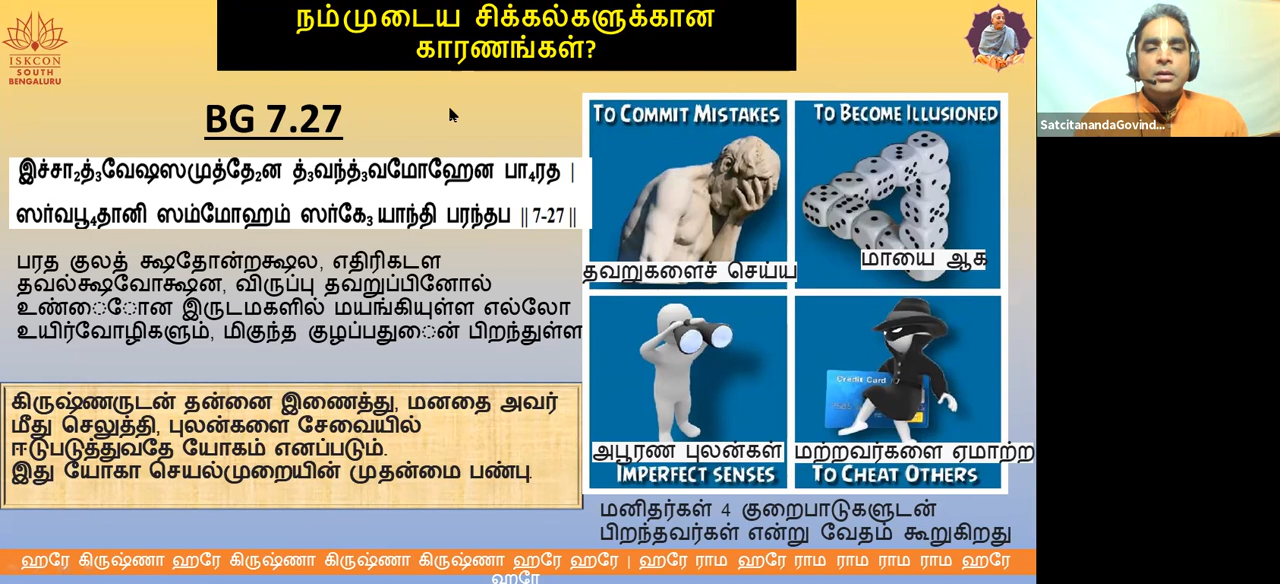 நம்முடைய சிக்கல்களுக்கான
காரணங்கள்?
ISKCON
SOUTH
BENGALURU
SatcitanandaGovind...
BG 7.27
இச்சா₂த்₃வேஷஸமுத்தே₂ன த்₃வந்த்₃வமோஹேன பா₄ரத |
ஸர்வபூ₄தானி ஸம்மோஹம் ஸர்கே₃ யாந்தி பரந்தப || 7-27 ||
பரத குலத் க்ஷதோன்றக்ஷல, எதிரிகடள
தவல்க்ஷவோக்ஷன, விருப்பு தவறுப்பினோல்
உண்ைோன இருடமகளில் மயங்கியுள்ள எல்லோ
உயிர்வோழிகளும், மிகுந்த குழப்பதுைன் பிறந்துள்ள
கிருஷ்ணருடன் தன்னை இணைத்து, மனதை அவர்
மீது செலுத்தி, புலன்களை சேவையில்
ஈடுபடுத்துவதே யோகம் எனப்படும்.
இது யோகா செயல்முறையின் முதன்மை பண்பு.
TO COMMIT MISTAKES
தவறுகளைச் செய்ய
TO BECOME ILLUSIONED
மாயை ஆக
அபூரண புலன்கள்
IMPERFECT SENSES
Credit Card
மற்றவர்களை ஏமாற்ற
TO CHEAT OTHERS
மனிதர்கள் 4 குறைபாடுகளுடன்
பிறந்தவர்கள் என்று வேதம் கூறுகிறது
ஹரே கிருஷ்ணா ஹரே கிருஷ்ணா கிருஷ்ணா கிருஷ்ணா ஹரே ஹரே | ஹரே ராம ஹரே ராம ராம ராம ராம ஹரே
ஹரே